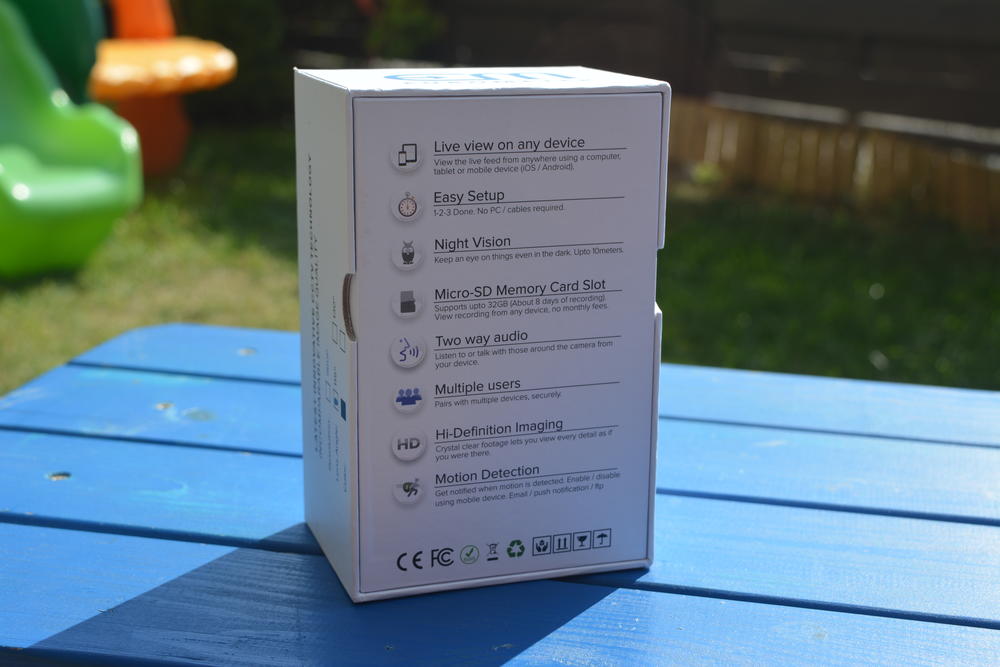 Live view on any device
View the live feed from anywhere using a computer,
tablet or mobile device (iOS / Android).
Easy Setup
1-2-3 Done. No PC / cables required.
Night Vision
Keep an eye on things even in the dark. Upto 10meters.
Micro-SD Memory Card Slot
Supports upto 32GB (About 8 days of recording).
View recording from any device, no monthly fees.
Two way audio
Listen to or talk with those around the camera from
your device.
Multiple users
Pairs with multiple devices, securely.
HD
Hi-Definition Imaging
Crystal clear footage lets you view every detail as if
you were there.
Motion Detection
Get notified when motion is detected. Enable / disable
using mobile device. Email / push notification / ftp
CE FC
LATEST INNOVATIVE CCTV TECHNOLOGY
IMAGE QUALITY